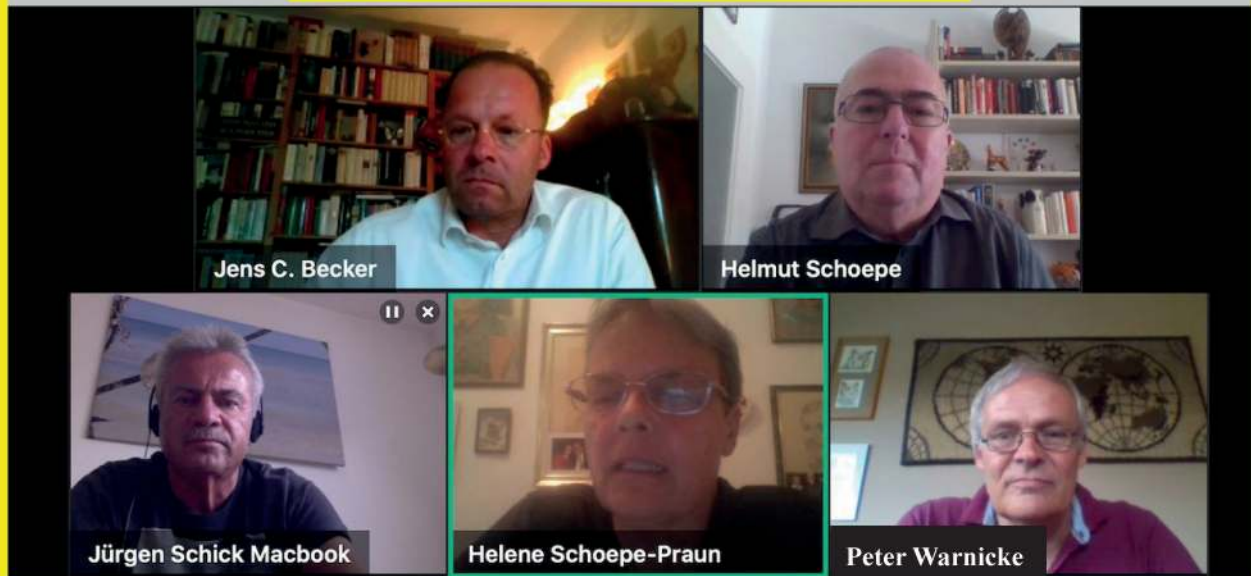 Jens C. Becker
Helmut Schoepe
Jürgen Schick Macbook
Helene Schoepe-Praun
Peter Warnicke